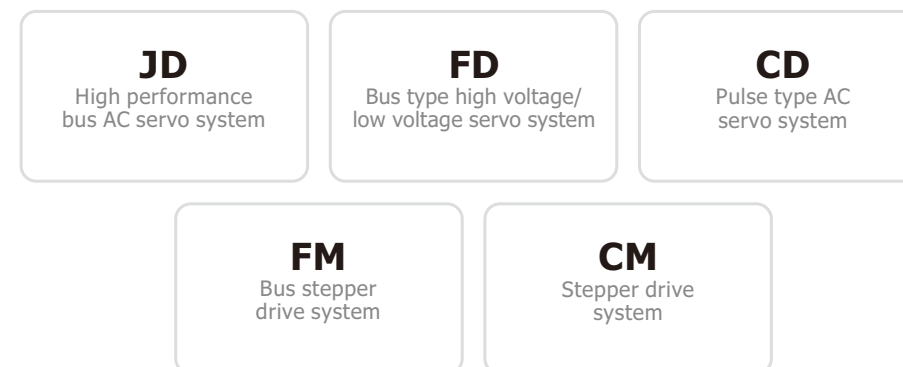 JD
High performance
bus AC servo system
FD
Bus type high voltage/
low voltage servo system
CD
Pulse type AC
servo system
FM
Bus stepper
drive system
CM
Stepper drive
system